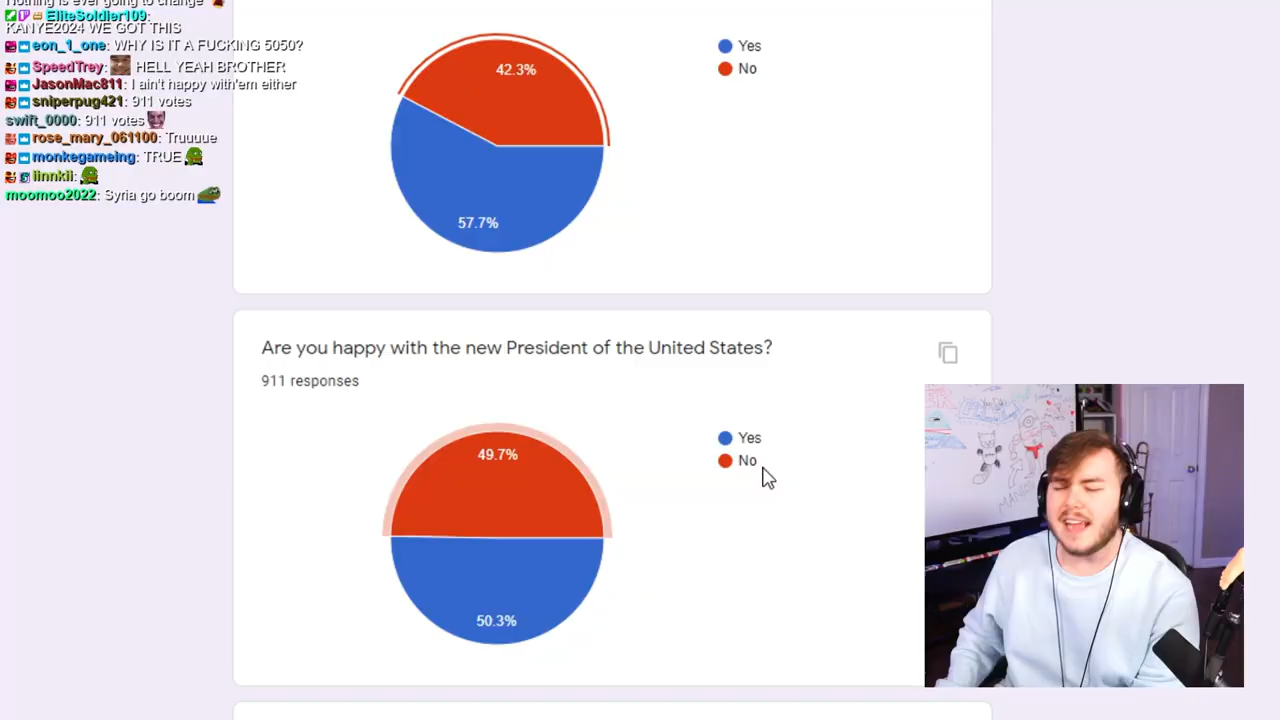 Nothing is ever going to change
EliteSoldier109:
KANYE2024 WE GOT THIS
eon_1_one: WHY IS IT A FUCKING 5050?
SpeedTrey: HELL YEAH BROTHER
JasonMac811: I ain't happy with'em either
sniperpug421: 911 votes
swift_0000: 911 votes
rose_mary_061100: Truuuue
monkegameing: TRUE
iinnkii:
moomoo2022: Syria go boom
42.3%
57.7%
Yes
No
Are you happy with the new President of the United States?
911 responses
49.7%
50.3%
Yes
No